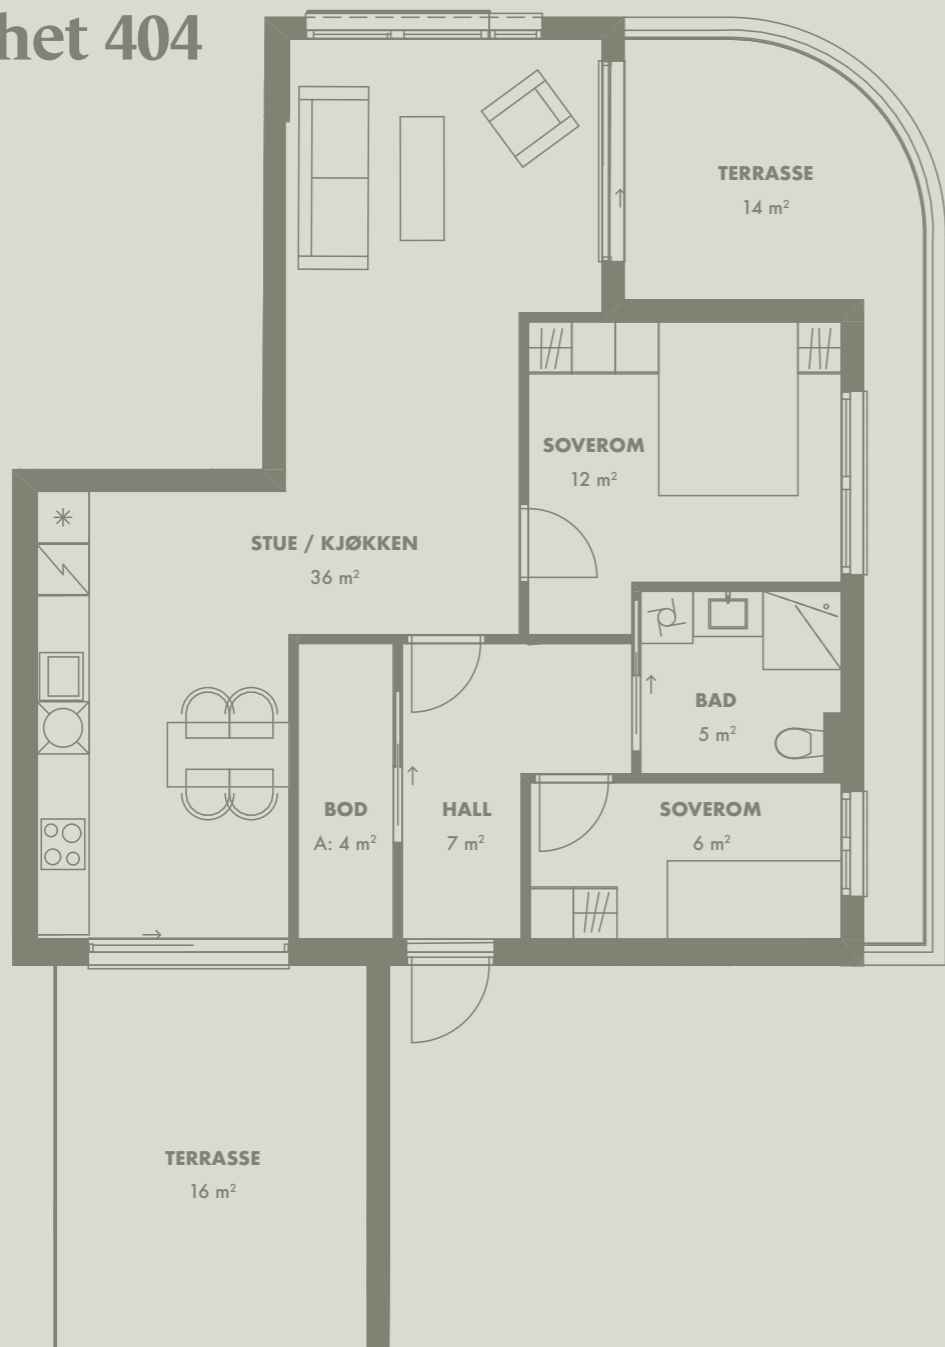 het 404
TERRASSE
14 m²
SOVEROM
12 m²
STUE / KJØKKEN
36 m²
BAD
5 m²
BOD
A: 4 m²
HALL
7 m²
SOVEROM
6 m²
TERRASSE
16 m²